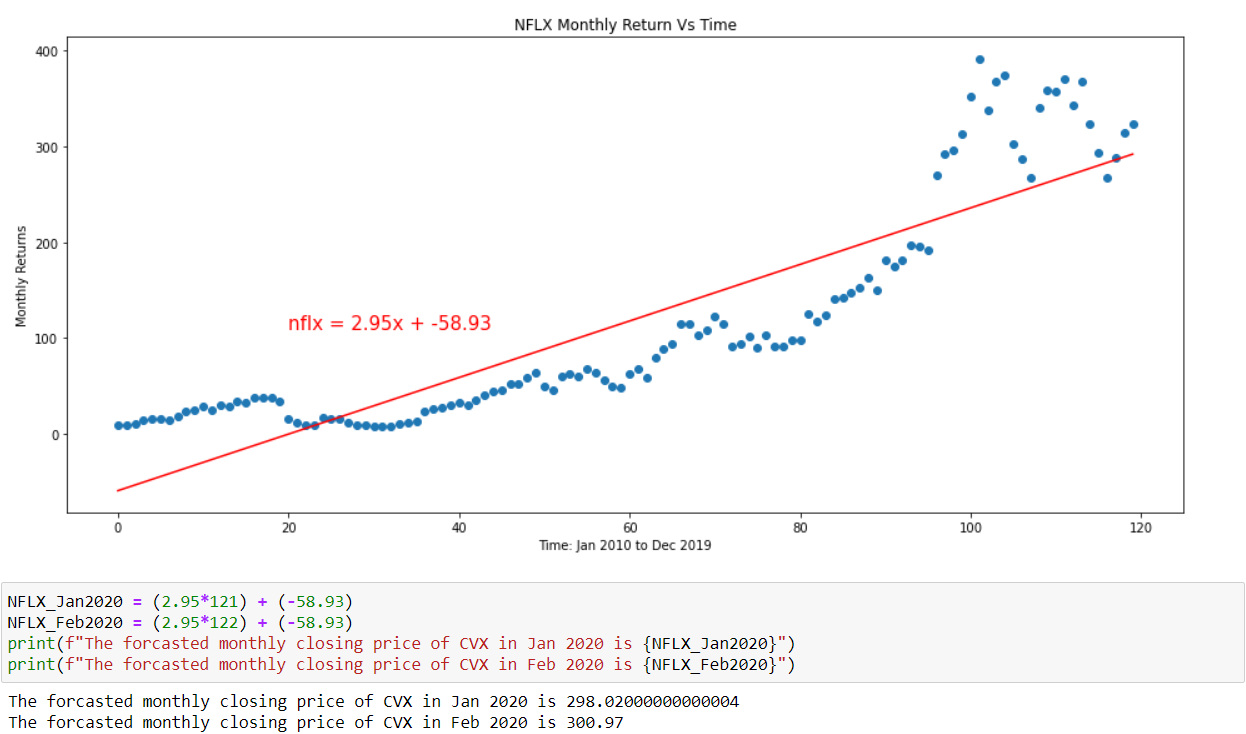 NFLX Monthly Return Vs Time
400
300
200
100
0
Monthly Returns
nflx = 2.95x + -58.93
0 20 40 60 80 100 120
Time: Jan 2010 to Dec 2019
NFLX_Jan2020 = (2.95*121) + (-58.93)
NFLX_Feb2020 = (2.95*122) + (-58.93)
print(f"The forcasted monthly closing price of CVX in Jan 2020 is {NFLX_Jan2020}")
print(f"The forcasted monthly closing price of CVX in Feb 2020 is {NFLX_Feb2020}")
The forcasted monthly closing price of CVX in Jan 2020 is 298.02000000000004
The forcasted monthly closing price of CVX in Feb 2020 is 300.97